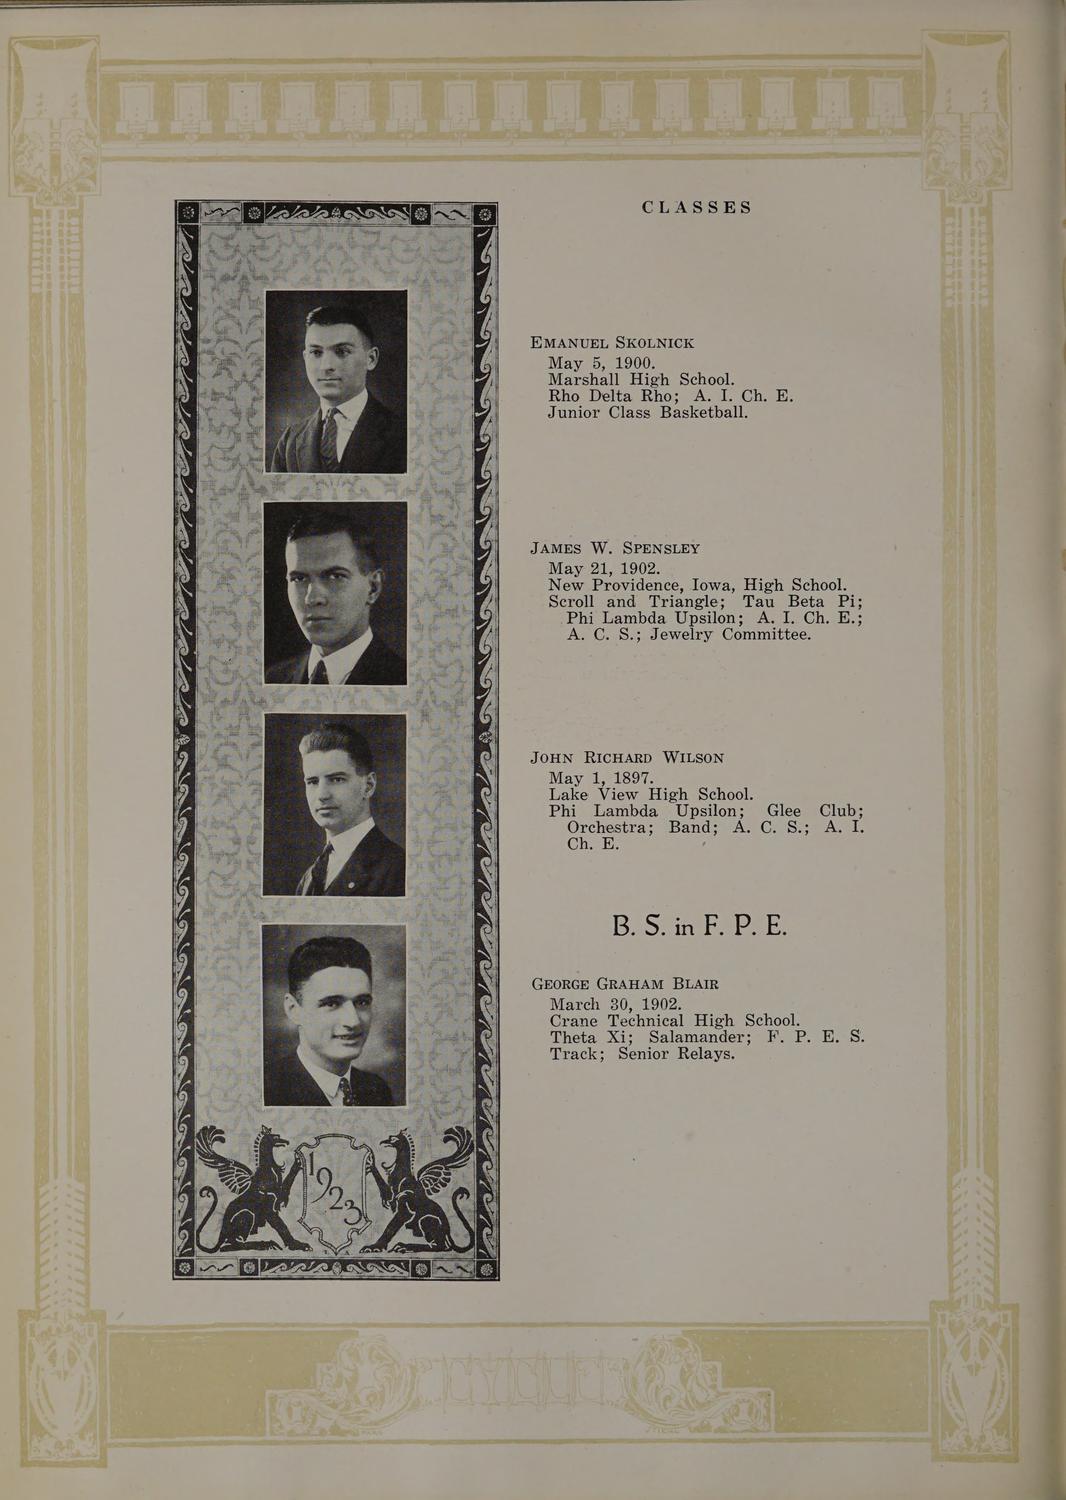 CLASSES
EMANUEL SKOLNICK
May 5, 1900.
Marshall High School.
Rho Delta Rho; A. I. Ch. E.
Junior Class Basketball.
JAMES W. SPENSLEY
May 21, 1902.
New Providence, Iowa, High School.
Scroll and Triangle; Tau Beta Pi;
Phi Lambda Upsilon; A. I. Ch. E.;
A. C. S.; Jewelry Committee.
JOHN RICHARD WILSON
May 1, 1897.
Lake View High School.
Phi Lambda Upsilon; Glee Club;
Orchestra; Band; A. C. S.; A. I.
Ch. E.
B. S. in F. P. E.
GEORGE GRAHAM BLAIR
March 30, 1902.
Crane Technical High School.
Theta Xi; Salamander; F. P. E. S.
Track; Senior Relays.
1923